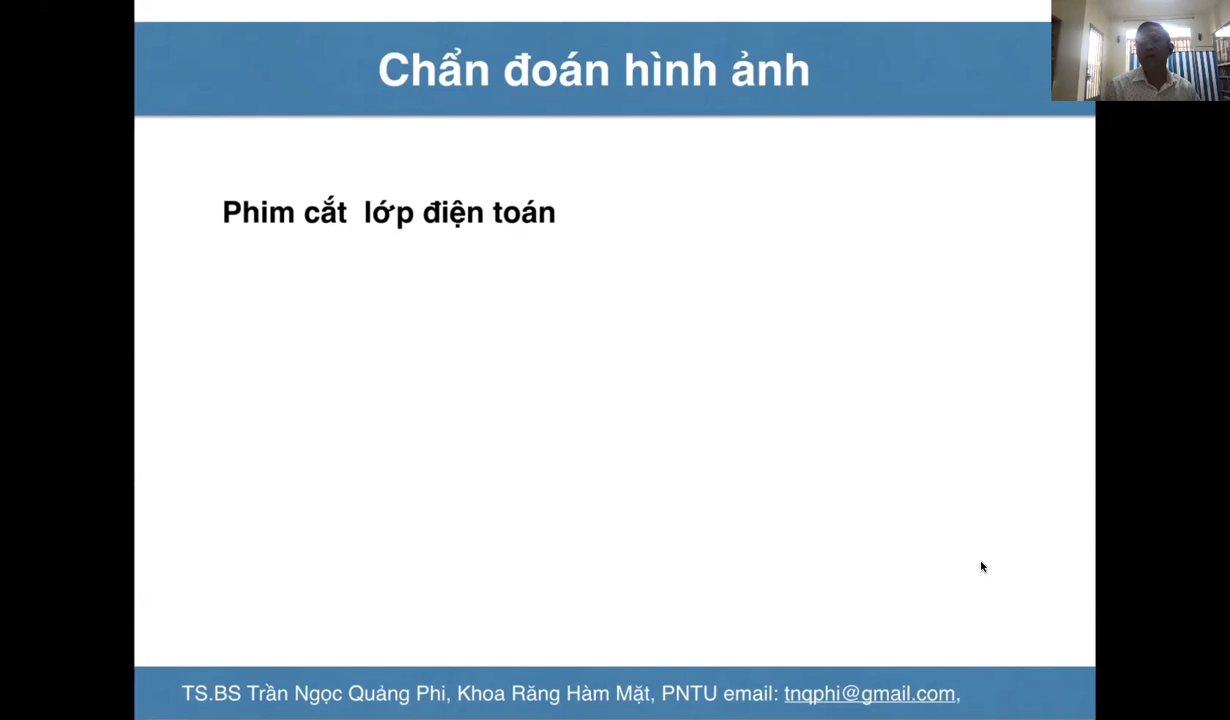 Chẩn đoán hình ảnh
Phim cắt lớp điện toán
TS.BS Trần Ngọc Quảng Phi, Khoa Răng Hàm Mặt, PNTU email: tnqphi@gmail.com,